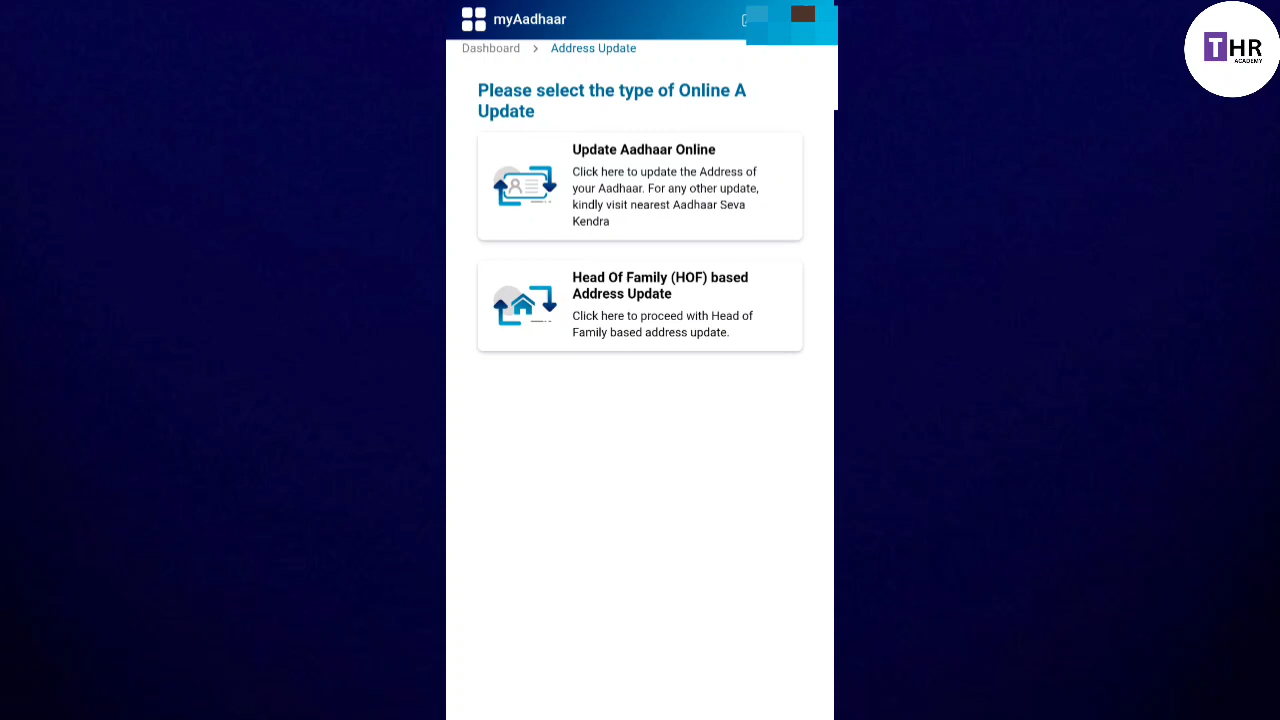 myAadhaar
Dashboard > Address Update
Please select the type of Online A
Update
Update Aadhaar Online
Click here to update the Address of
your Aadhaar. For any other update,
kindly visit nearest Aadhaar Seva
Kendra
Head Of Family (HOF) based
Address Update
Click here to proceed with Head of
Family based address update.
THR
ACADEMY